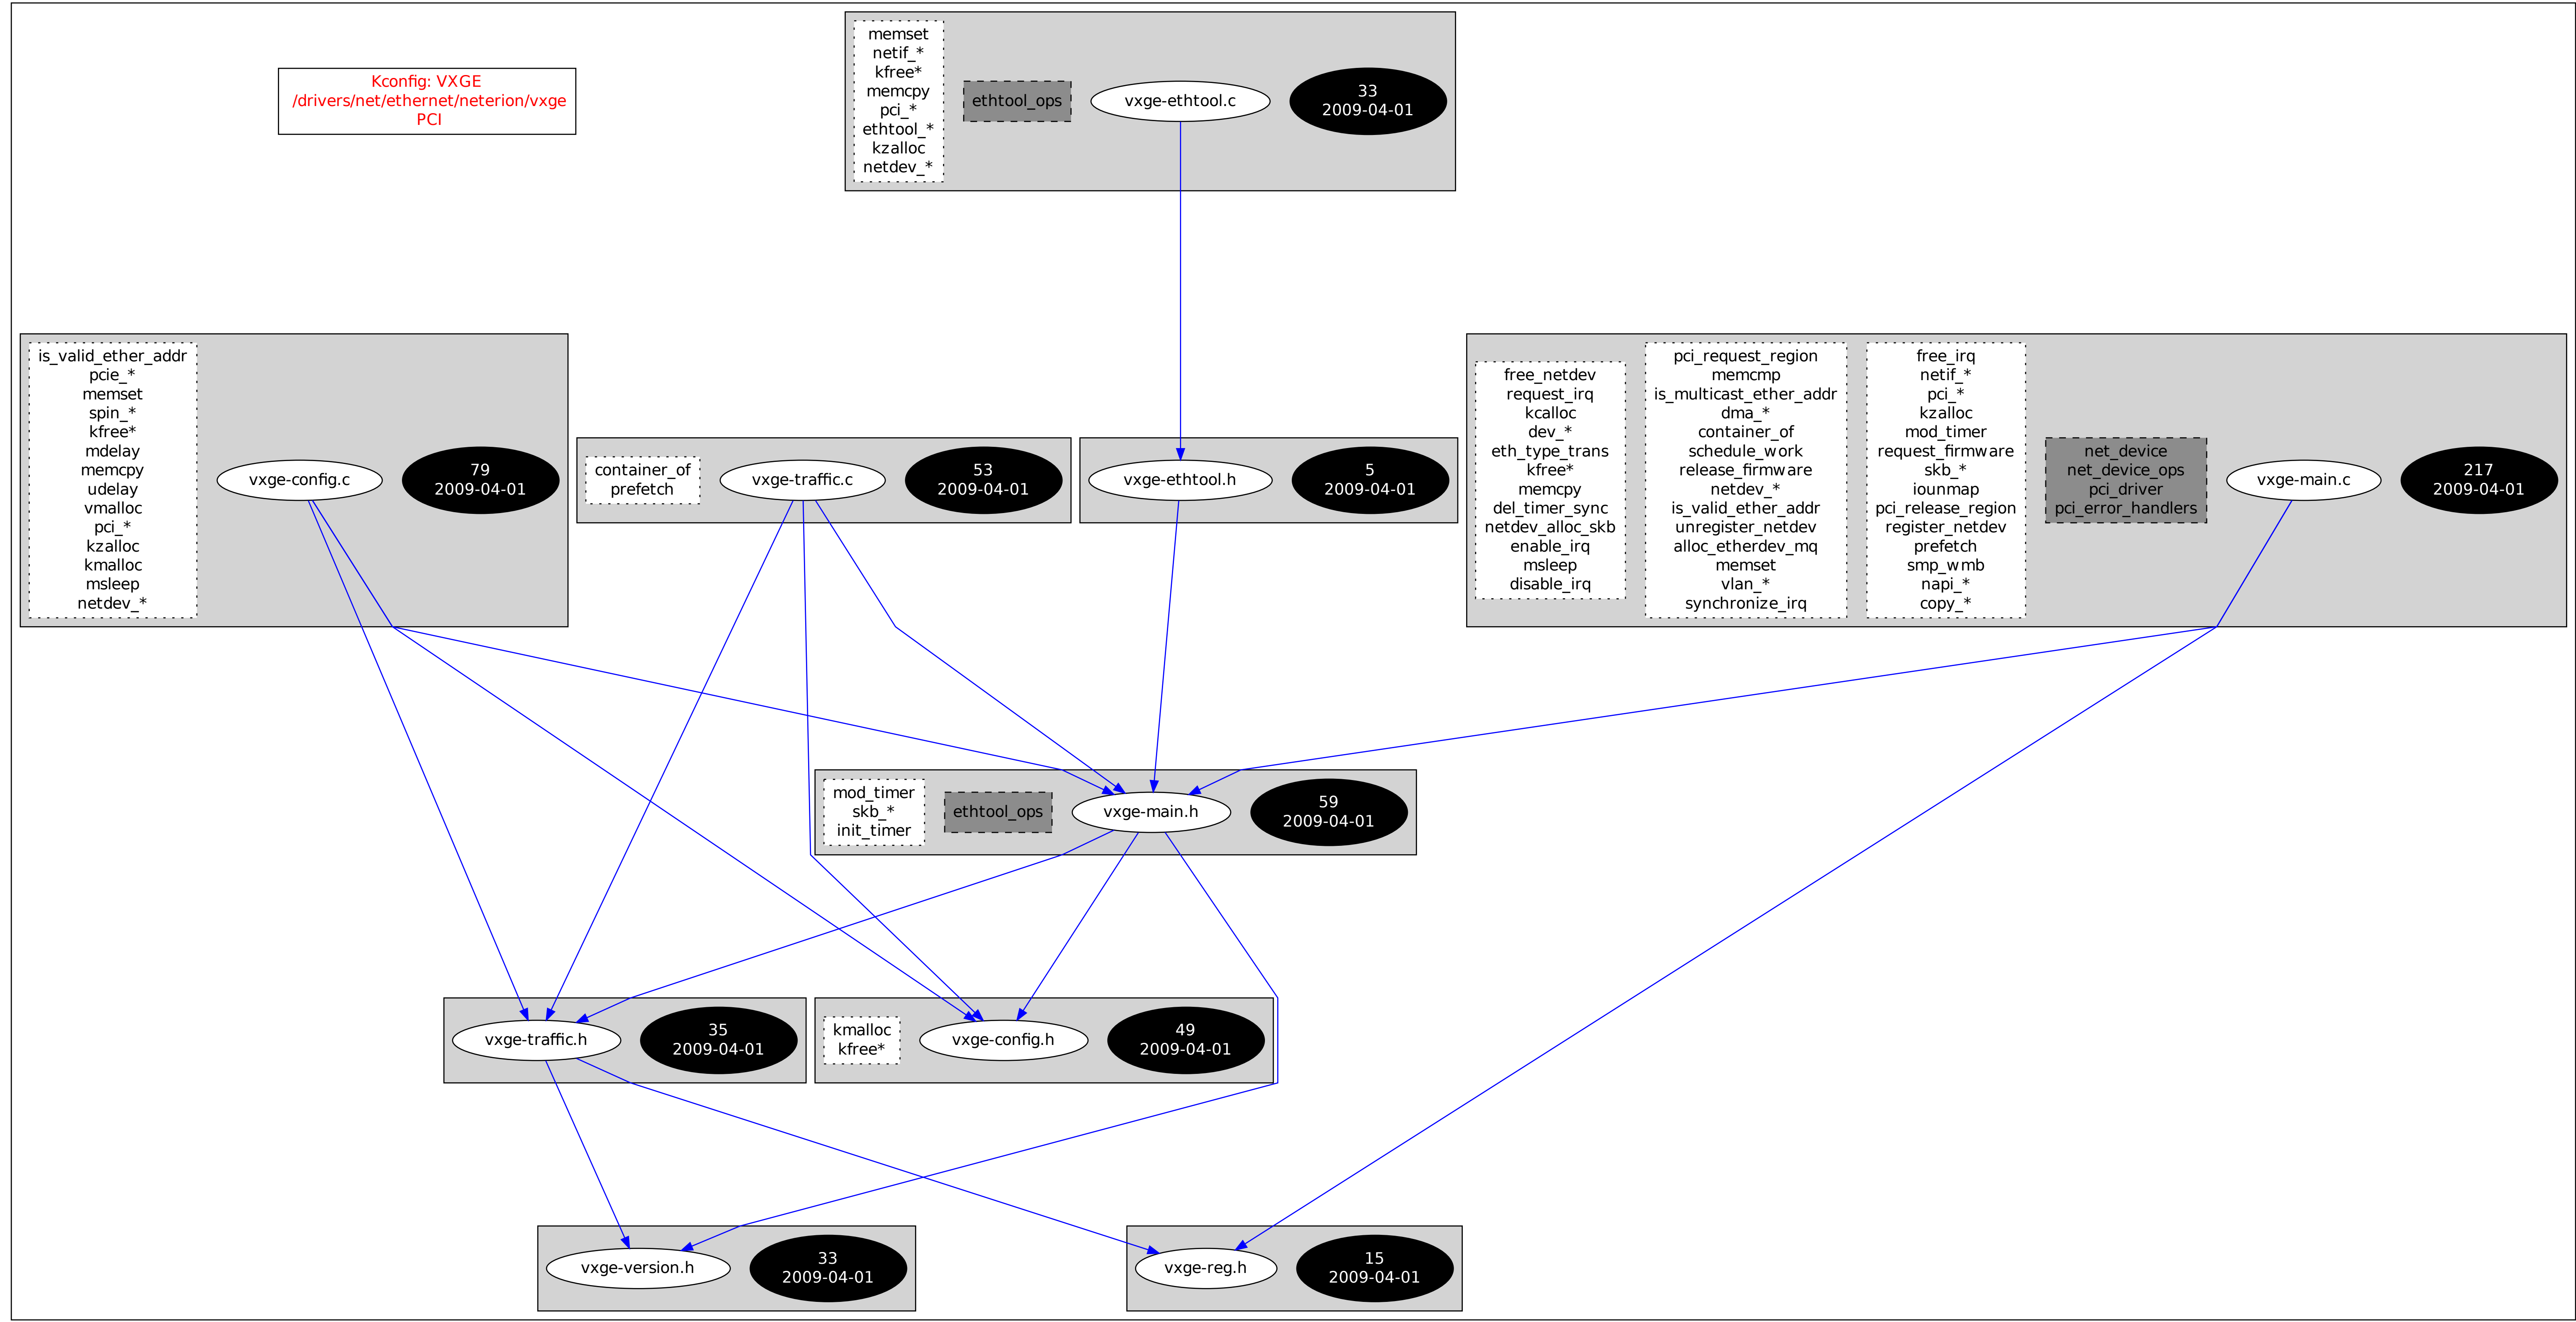 Kconfig: VXGE
/drivers/net/ethernet/neterion/vxge
PCI
memset
netif_*
kfree*
memcpy
pci_*
ethtool_*
kzalloc
netdev_*
ethtool_ops
vxge-ethtool.c
33
2009-04-01
is_valid_ether_addr
pcie_*
memset
spin_*
kfree*
mdelay
memcpy
udelay
vmalloc
pci_*
kzalloc
kmalloc
msleep
netdev_*
vxge-config.c
79
2009-04-01
container_of
prefetch
vxge-traffic.c
53
2009-04-01
vxge-ethtool.h
5
2009-04-01
free_netdev
request_irq
kcalloc
dev_*
eth_type_trans
kfree*
memcpy
del_timer_sync
netdev_alloc_skb
enable_irq
msleep
disable_irq
pci_request_region
memcmp
is_multicast_ether_addr
dma_*
container_of
schedule_work
release_firmware
netdev_*
is_valid_ether_addr
unregister_netdev
alloc_etherdev_mq
memset
vlan_*
synchronize_irq
free_irq
netif_*
pci_*
kzalloc
mod_timer
request_firmware
skb_*
iounmap
pci_release_region
register_netdev
prefetch
smp_wmb
napi_*
copy_*
net_device
net_device_ops
pci_driver
pci_error_handlers
vxge-main.c
217
2009-04-01
mod_timer
skb_*
init_timer
ethtool_ops
vxge-main.h
59
2009-04-01
vxge-traffic.h
35
2009-04-01
kmalloc
kfree*
vxge-config.h
49
2009-04-01
vxge-version.h
33
2009-04-01
vxge-reg.h
15
2009-04-01